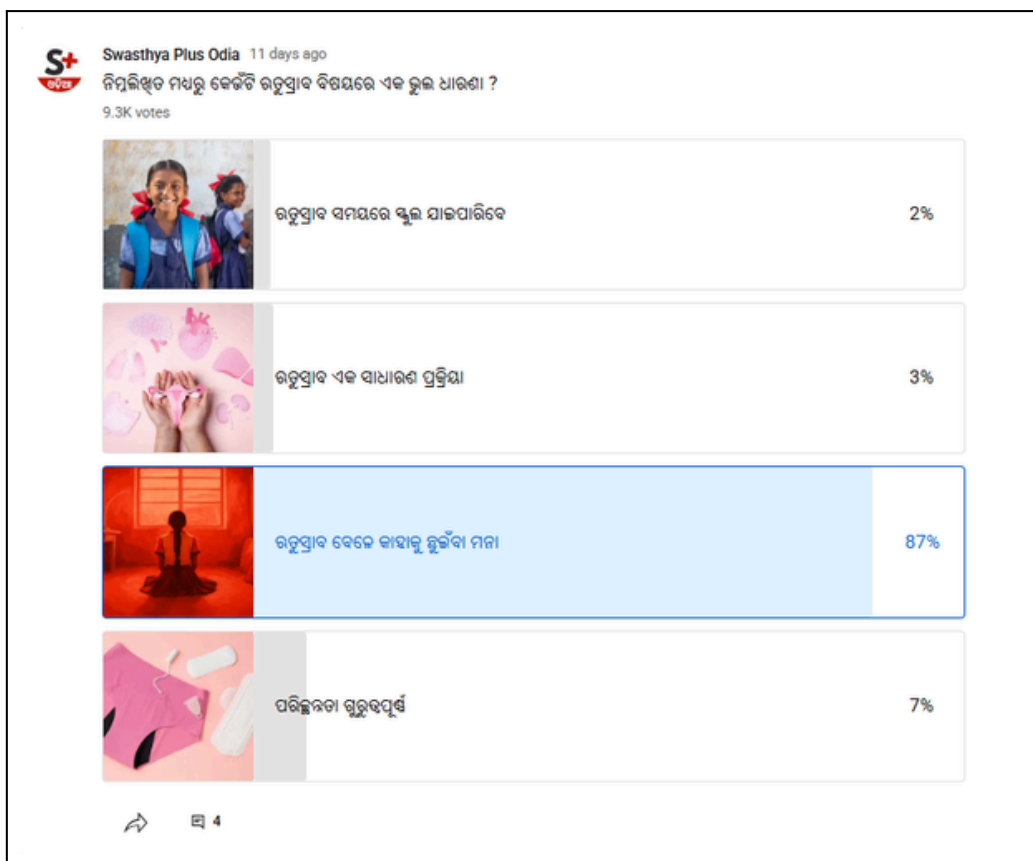 S+
ଓଡ଼ିଆ
Swasthya Plus Odia 11 days ago
ନିମ୍ନଲିଖିତ ମଧ୍ୟରୁ କେଉଁଟି ଋତୁସ୍ରାବ ବିଷୟରେ ଏକ ଭୁଲ ଧାରଣା ?
9.3K votes
ଋତୁସ୍ରାବ ସମୟରେ ସ୍କୁଲ ଯାଇପାରିବେ 2%
ଋତୁସ୍ରାବ ଏକ ସାଧାରଣ ପ୍ରକ୍ରିୟା 3%
ଋତୁସ୍ରାବ ବେଳେ କାହାକୁ ଛୁଇଁବା ମନା 87%
ପରିଚ୍ଛନ୍ନତା ଗୁରୁତ୍ୱପୂର୍ଣ୍ଣ 7%
4